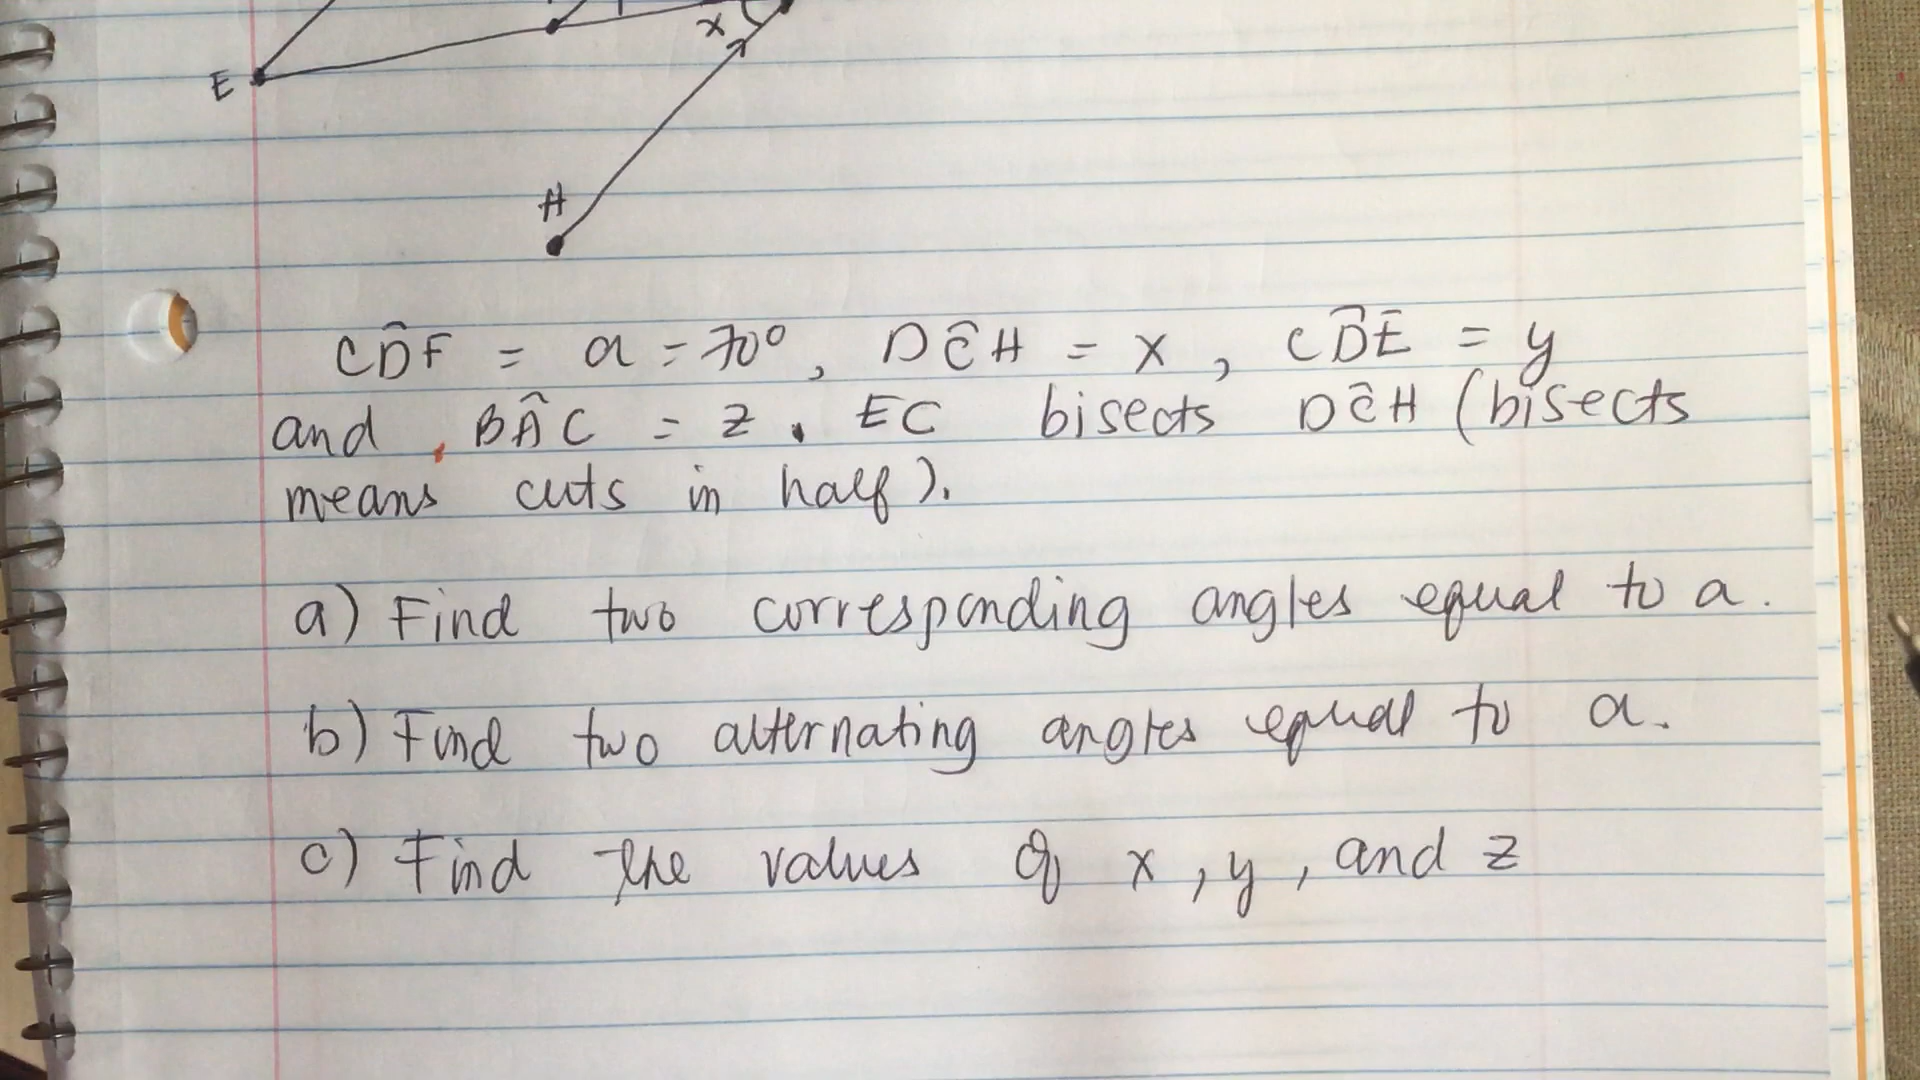 X
E
H
CD̂F = a = 70°, DĈH = x, CD̂E = y
and BÂC = z. EC bisects DĈH (bisects
means cuts in half).
a) Find two corresponding angles equal to a.
b) Find two alternating angles equal to a.
c) Find the values of x, y, and z